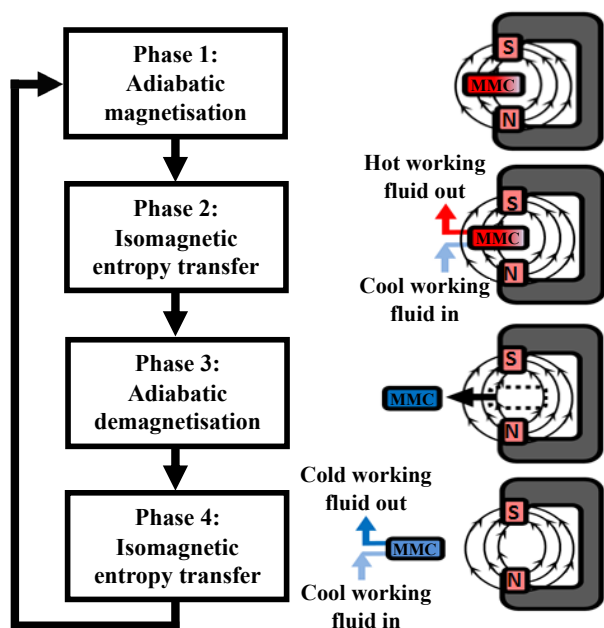 Phase 1:
Adiabatic
magnetisation
S
MMC
N
Phase 2:
Isomagnetic
entropy transfer
Hot working
fluid out
S
MMC
N
Cool working
fluid in
Phase 3:
Adiabatic
demagnetisation
S
MMC
N
Phase 4:
Isomagnetic
entropy transfer
Cold working
fluid out
S
MMC
N
Cool working
fluid in